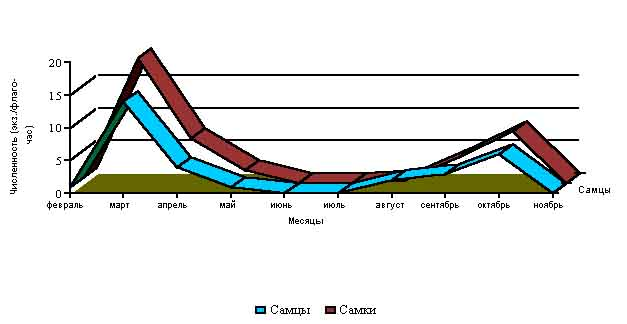 20
15
10
5
0
Численность (экз./флаго-
час)
февраль март апрель май июнь июль август сентябрь октябрь ноябрь
Самцы
Месяцы
Самцы Самки